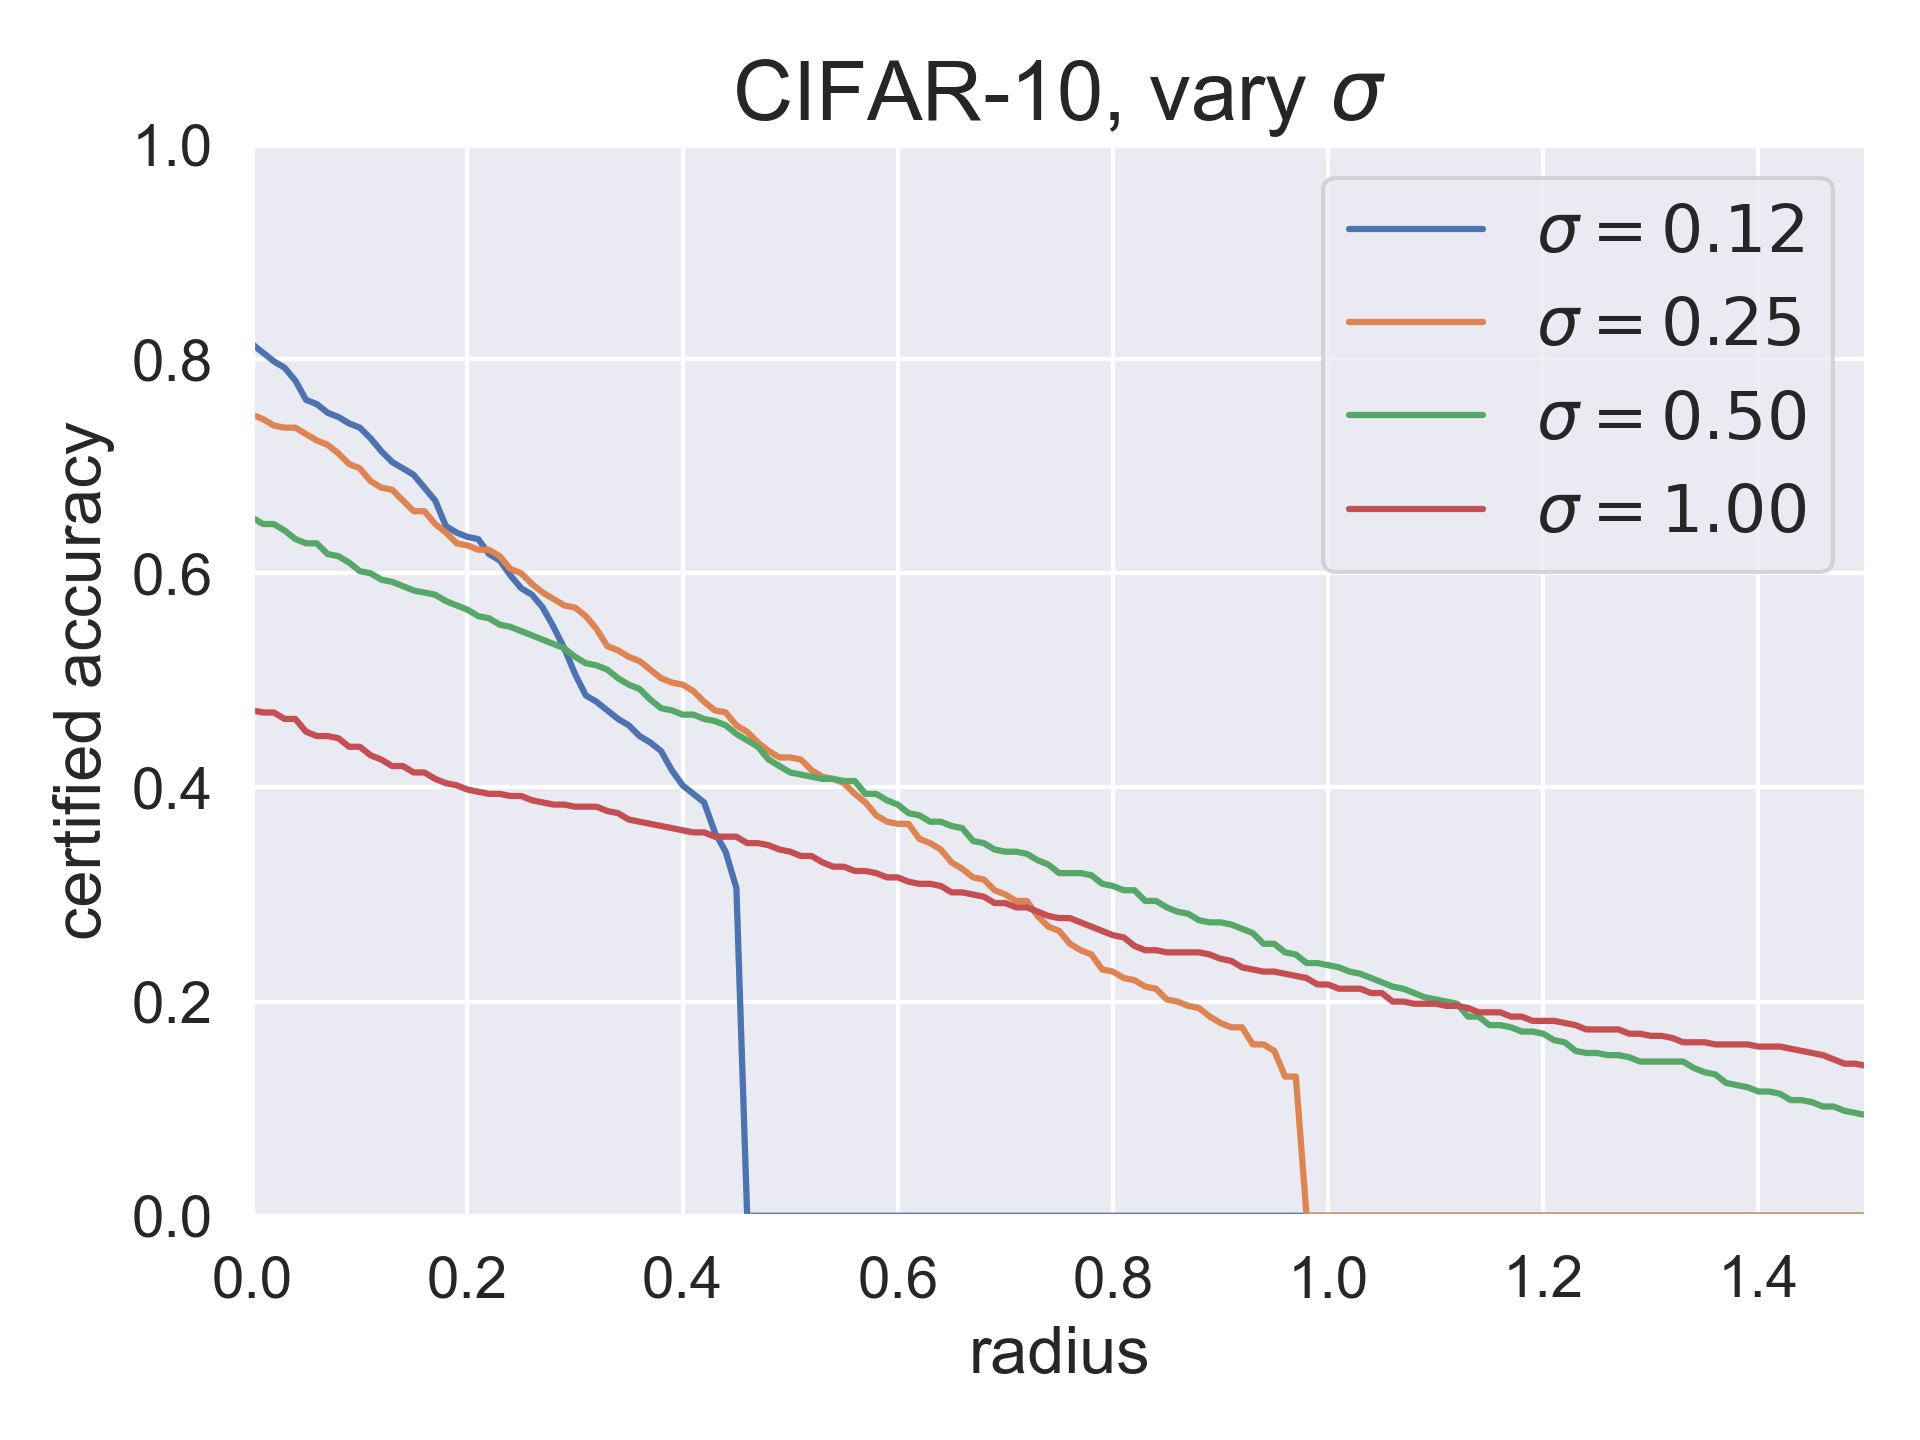 CIFAR-10, vary σ
1.0
0.8
0.6
0.4
0.2
0.0
certified accuracy
σ = 0.12
σ = 0.25
σ = 0.50
σ = 1.00
0.0 0.2 0.4 0.6 0.8 1.0 1.2 1.4
radius